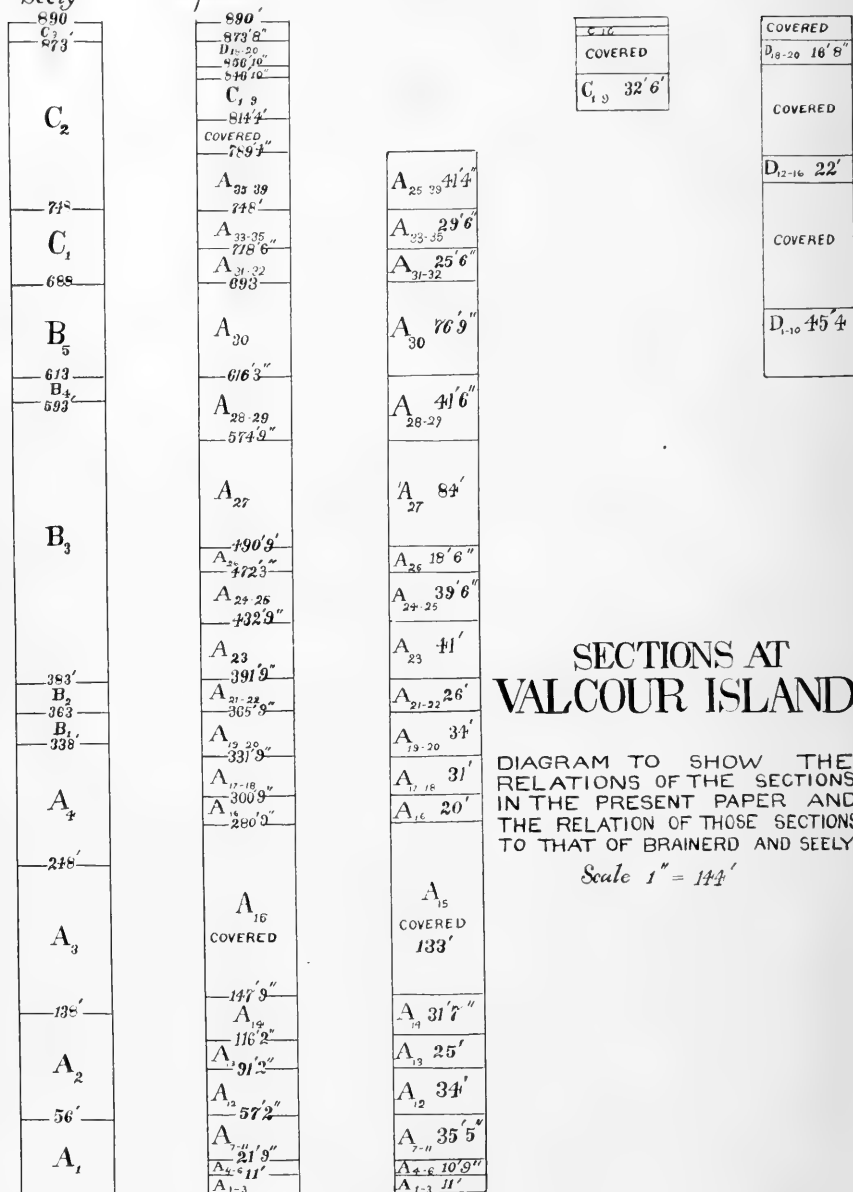 Seely
890
C3
873'
C2
748
C1
688
B5
613
B4
593'
B3
383'
B2
363
B1
338'
A4
248'
A3
138'
A2
56'
A1
890'
873'8"
D18-20
856'10"
846'10"
C1 9
814'4"
COVERED
789'4"
A35 39
748'
A33-35
718'6"
A31-32
693
A30
616'3"
A28-29
574'9"
A27
490'9"
A26
472'3"
A24-25
432'9"
A23
391'9"
A21-22
365'9"
A19 20
331'9"
A17-18
300'9"
A16
280'9"
A16
COVERED
147'9"
A14
116'2"
A13
91'2"
A12
57'2"
A7-11
21'9"
A4-6 11'
A1-3
A25 39 41'4"
A33-35 29'6"
A31-32 25'6"
A30 76'9"
A28-29 41'6"
A27 84'
A26 18'6"
A24-25 39'6"
A23 41'
A21-22 26'
A19-20 34'
A17 18 31'
A16 20'
A15
COVERED
133'
A14 31'7"
A13 25'
A12 34'
A7-11 35'5"
A4-6 10'9"
A1-3 11'
COVERED
C1 9 32'6'
COVERED
D18-20 16'8"
COVERED
D12-16 22'
COVERED
D1-10 45'4
SECTIONS AT
VALCOUR ISLAND
DIAGRAM TO SHOW THE
RELATIONS OF THE SECTIONS
IN THE PRESENT PAPER AND
THE RELATION OF THOSE SECTIONS
TO THAT OF BRAINERD AND SEELY
Scale 1" = 144'